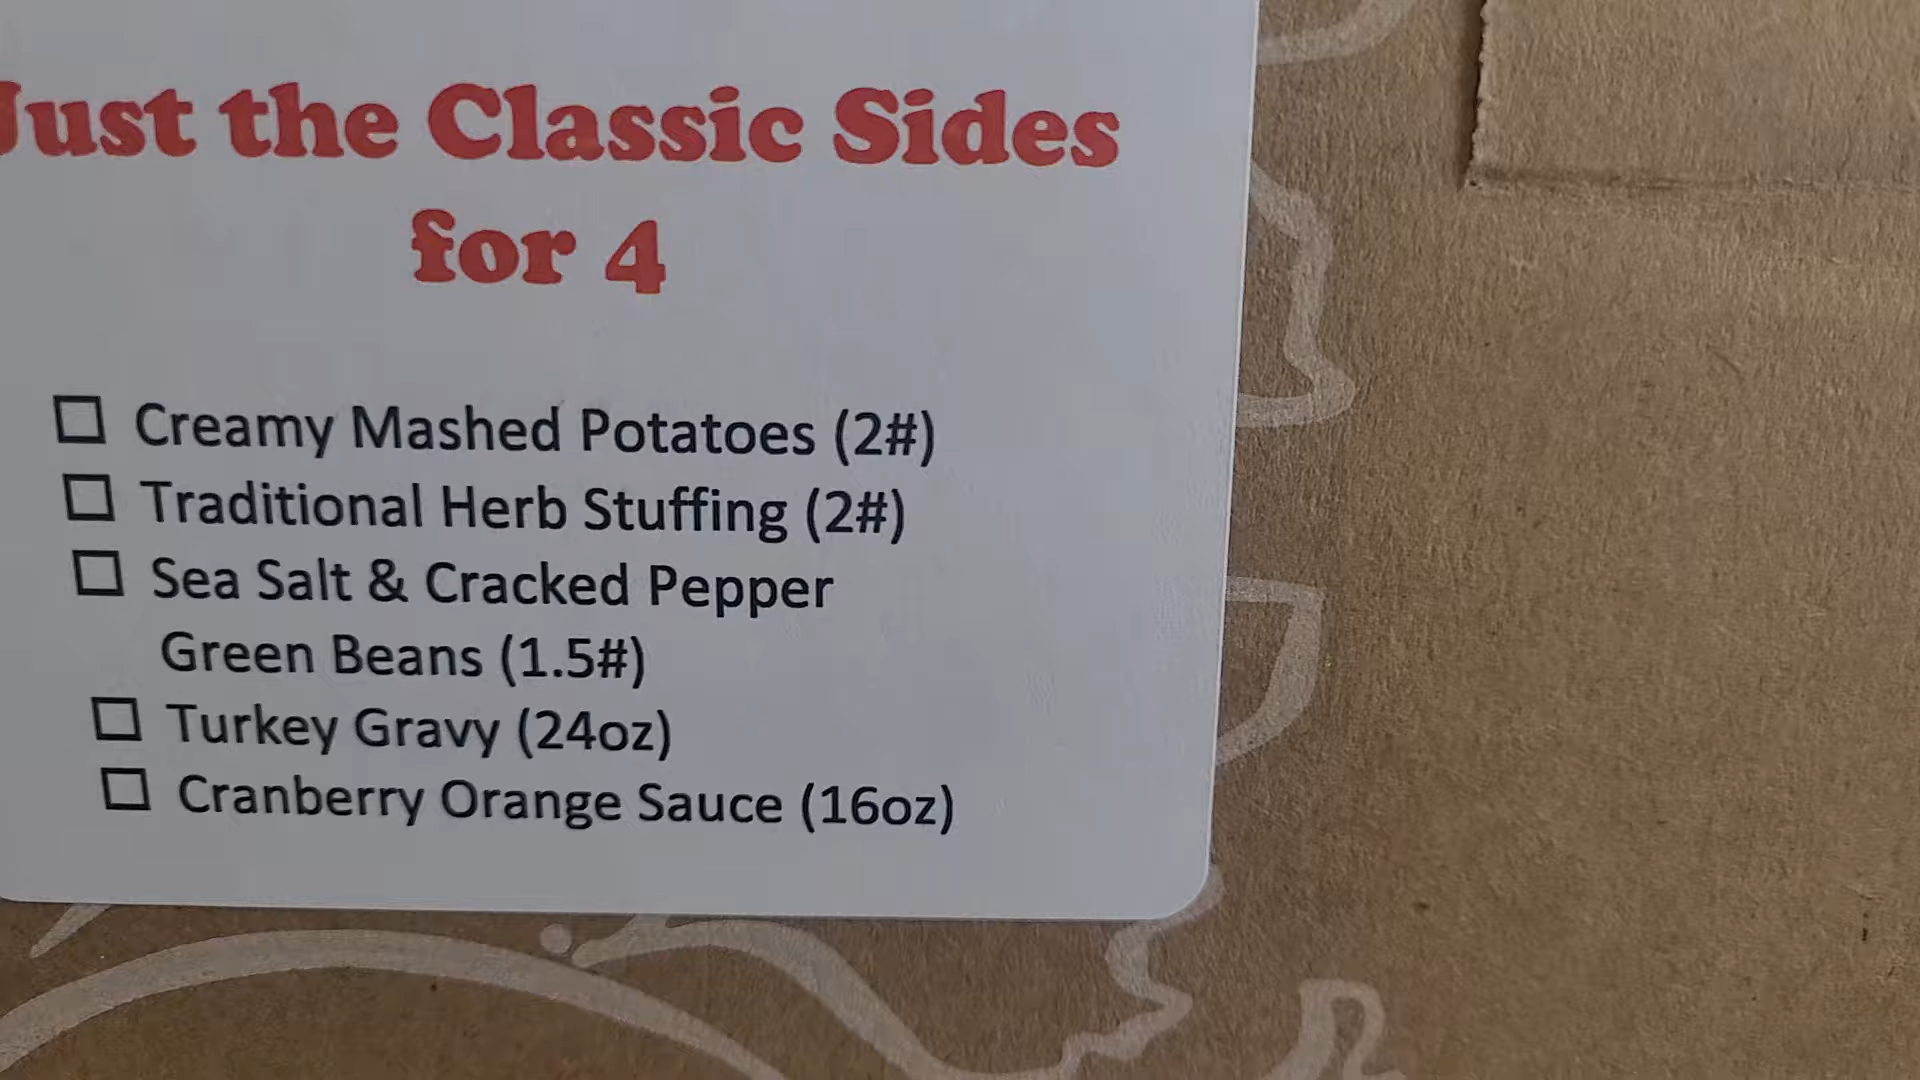 Just the Classic Sides
for 4
☐ Creamy Mashed Potatoes (2#)
☐ Traditional Herb Stuffing (2#)
☐ Sea Salt & Cracked Pepper
Green Beans (1.5#)
☐ Turkey Gravy (24oz)
☐ Cranberry Orange Sauce (16oz)